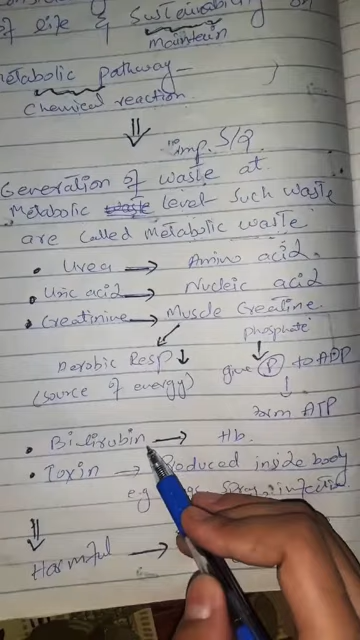 of life & Sustainability of
maintain
Metabolic pathway
Chemical reaction.
imp. S/q.
Generation of waste at
Metabolic level such waste
are called Metabolic waste
• Urea → Amino acid.
• Uric acid → Nucleic acid
• Creatinine → Muscle Creatine.
phosphate
Aerobic Resp ↓ give P to ADP
(source of energy)
form ATP
• Bilirubin → Hb.
• Toxin → Produced inside body
e.g.
Harmful →